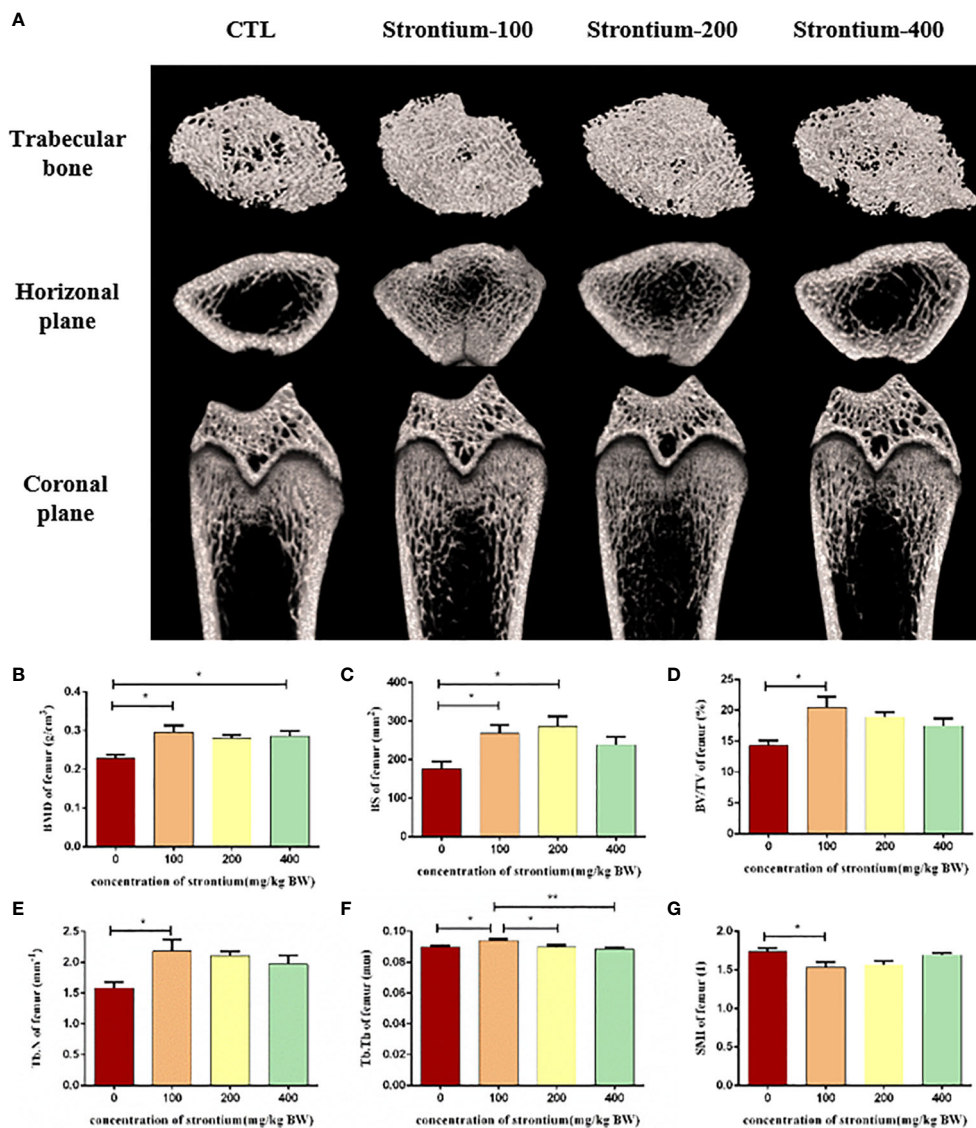 A
CTL Strontium-100 Strontium-200 Strontium-400
Trabecular
bone
Horizonal
plane
Coronal
plane
B
BMD of femur (g/cm³)
0.4
0.3
0.2
0.1
0.0
*
*
0 100 200 400
concentration of strontium(mg/kg BW)
C
BS of femur (mm²)
400
300
200
100
0
*
*
0 100 200 400
concentration of strontium(mg/kg BW)
D
BV/TV of femur (%)
25
20
15
10
5
0
*
0 100 200 400
concentration of strontium(mg/kg BW)
E
Tb.N of femur (mm⁻¹)
2.5
2.0
1.5
1.0
0.5
0.0
*
0 100 200 400
concentration of strontium(mg/kg BW)
F
Tb.Tb of femur (mm)
0.10
0.08
0.06
0.04
0.02
0.00
**
*
*
0 100 200 400
concentration of strontium(mg/kg BW)
G
SMI of femur (1)
2.0
1.5
1.0
0.5
0.0
*
0 100 200 400
concentration of strontium(mg/kg BW)